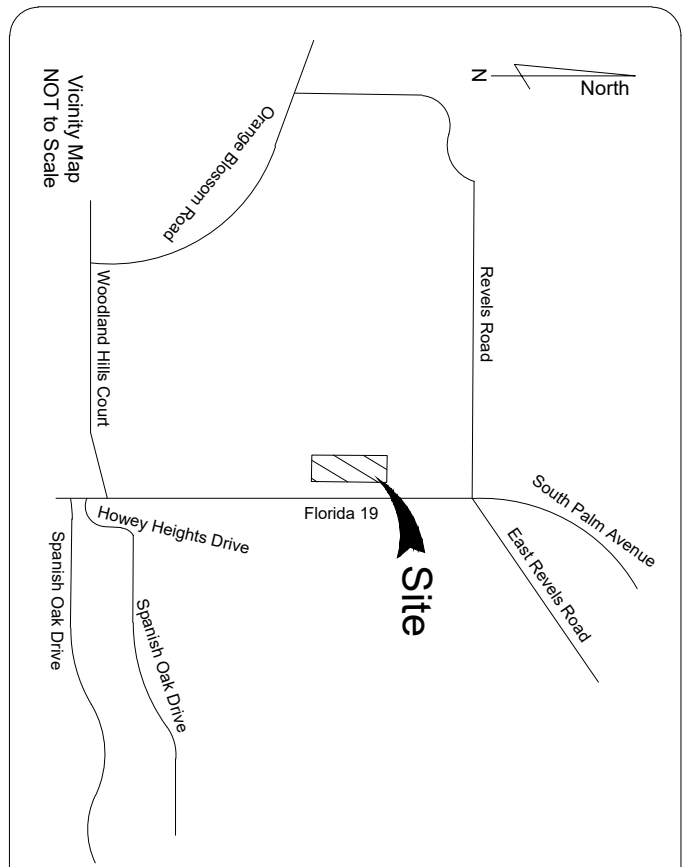 N
North
Vicinity Map
NOT to Scale
Orange Blossom Road
Woodland Hills Court
Revels Road
Florida 19
South Palm Avenue
East Revels Road
Howey Heights Drive
Site
Spanish Oak Drive
Spanish Oak Drive